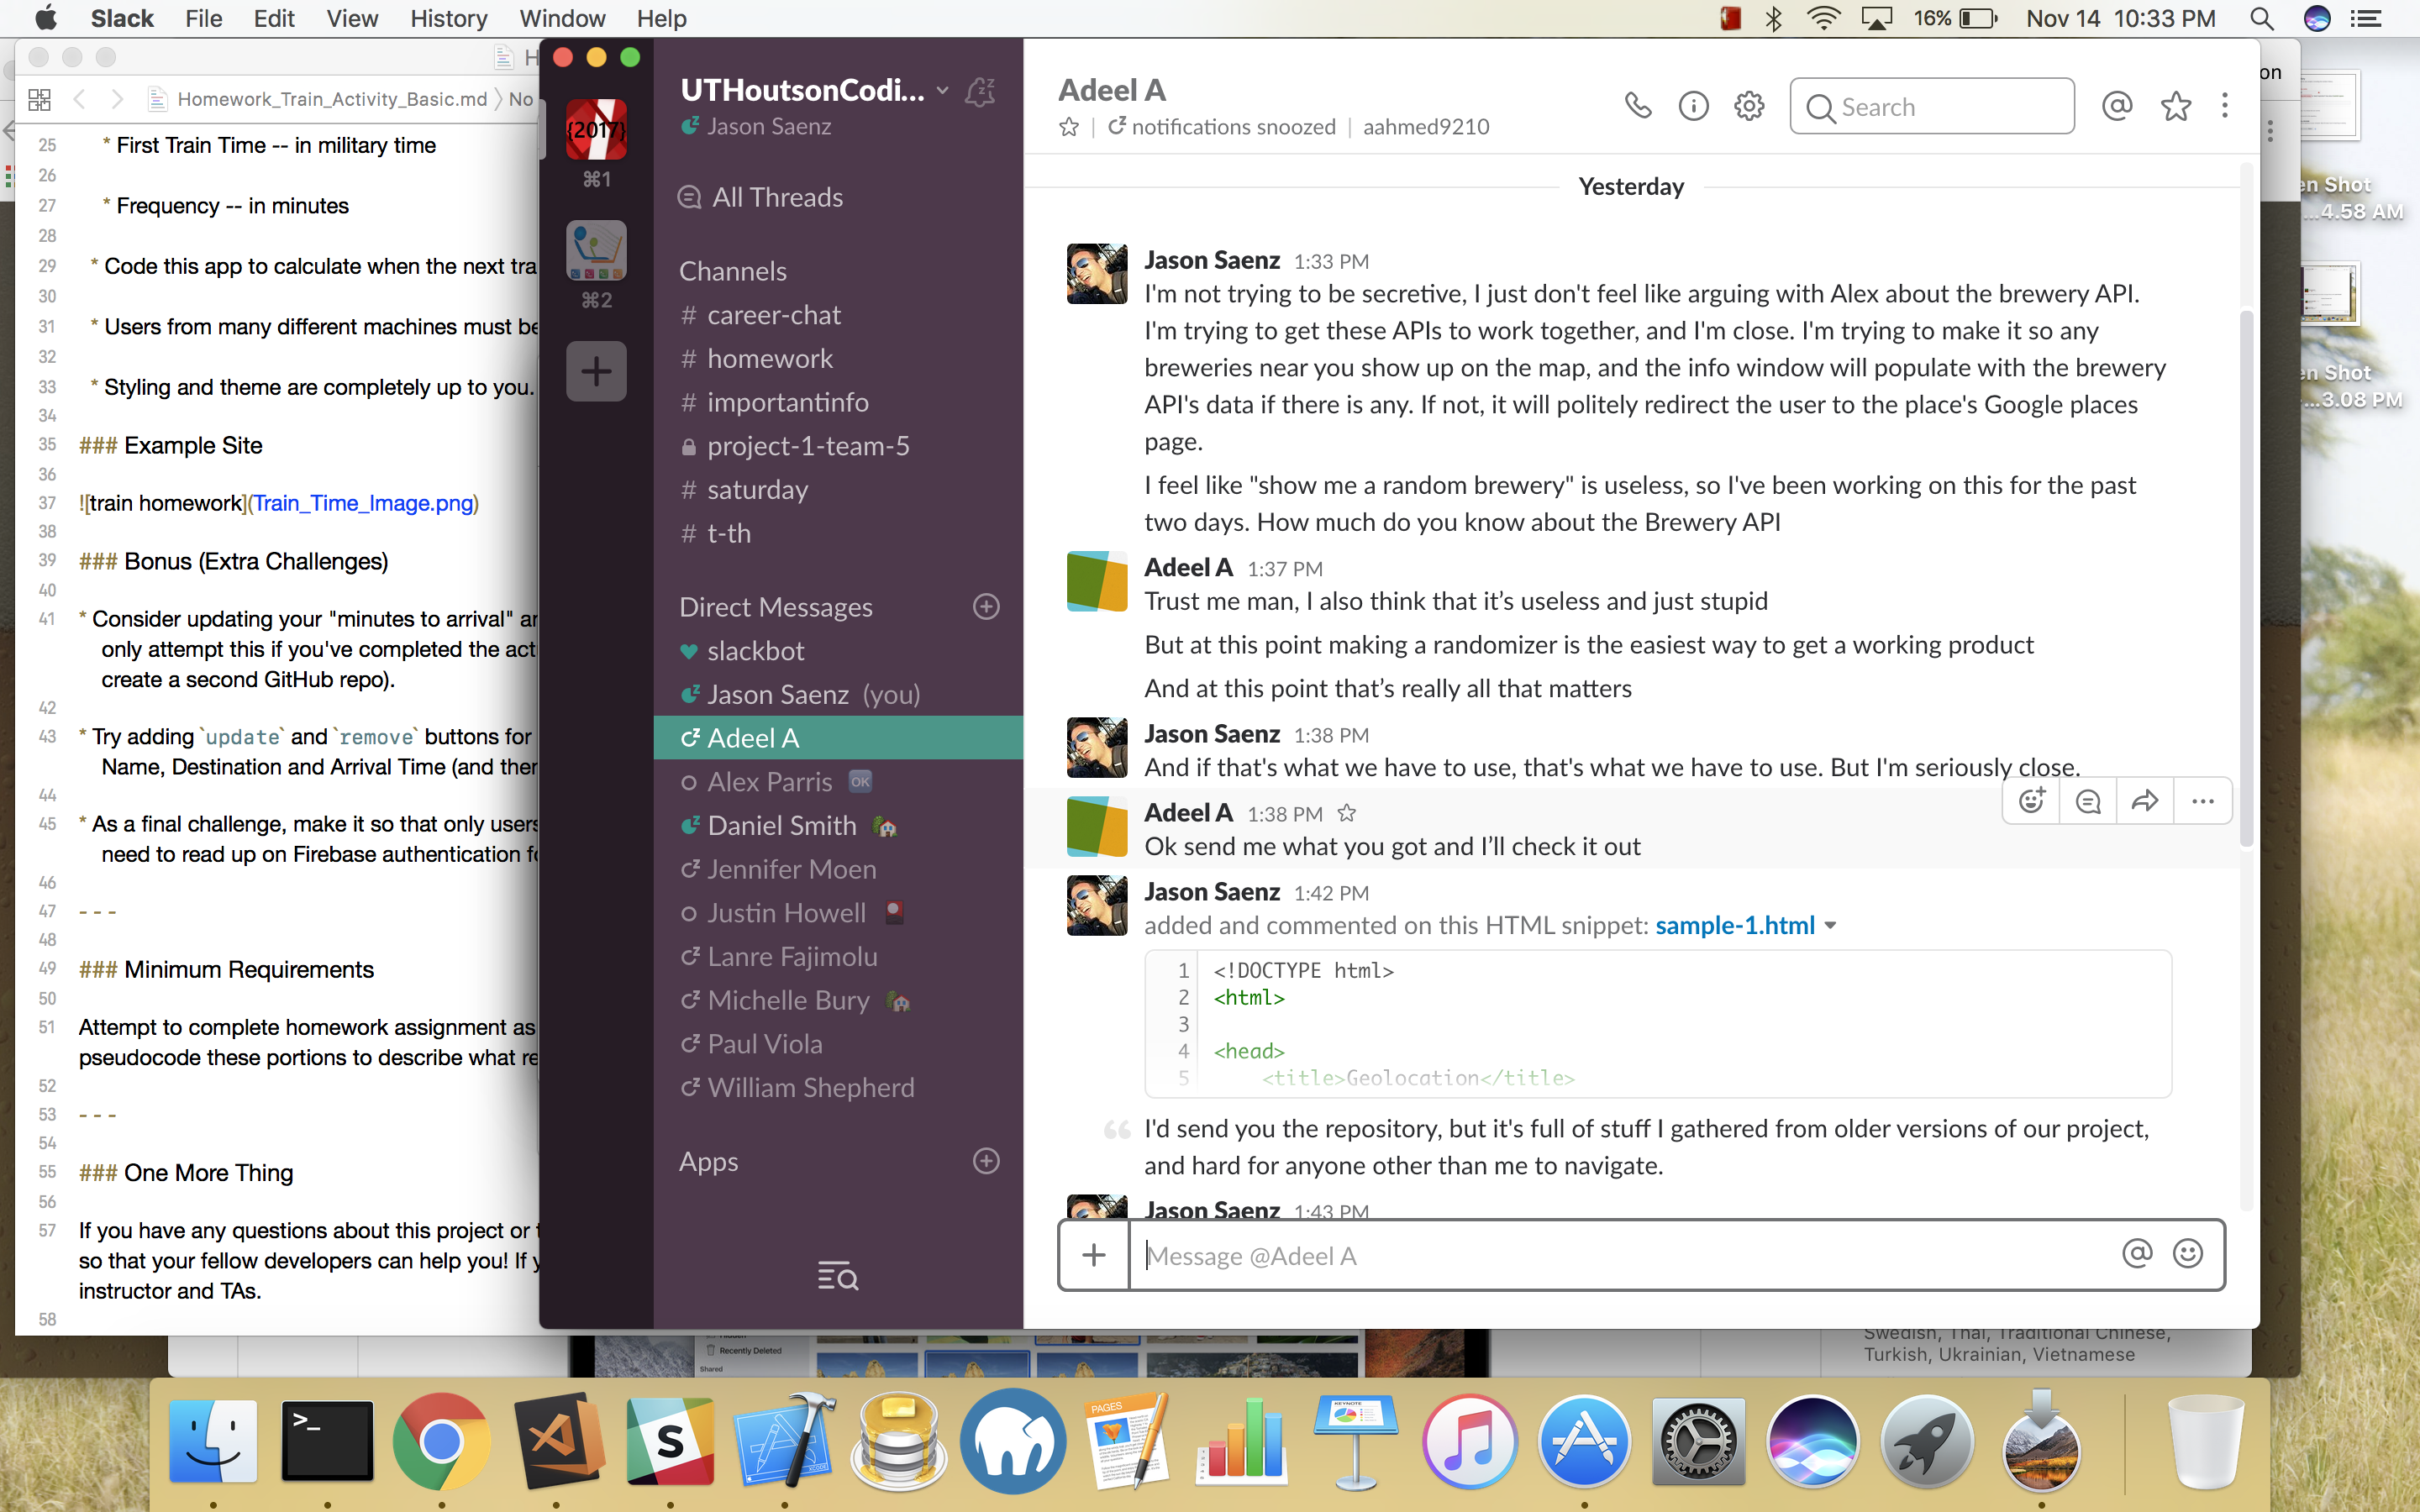 Slack File Edit View History Window Help
16% Nov 14 10:33 PM
Homework_Train_Activity_Basic.md No
25 * First Train Time -- in military time
26
27 * Frequency -- in minutes
28
29 * Code this app to calculate when the next tra
30
31 * Users from many different machines must be
32
33 * Styling and theme are completely up to you.
34
35 ### Example Site
36
37 ![train homework](Train_Time_Image.png)
38
39 ### Bonus (Extra Challenges)
40
41 * Consider updating your "minutes to arrival" ar
only attempt this if you've completed the act
create a second GitHub repo).
42
43 * Try adding `update` and `remove` buttons for
Name, Destination and Arrival Time (and then
44
45 * As a final challenge, make it so that only users
need to read up on Firebase authentication fo
46
47 ---
48
49 ### Minimum Requirements
50
51 Attempt to complete homework assignment as
pseudocode these portions to describe what re
52
53 ---
54
55 ### One More Thing
56
57 If you have any questions about this project or t
so that your fellow developers can help you! If y
instructor and TAs.
58
{2017}
⌘1
⌘2
UTHoutsonCodi...
Jason Saenz
All Threads
Channels
# career-chat
# homework
# importantinfo
project-1-team-5
# saturday
# t-th
Direct Messages
slackbot
Jason Saenz (you)
Adeel A
Alex Parris OK
Daniel Smith
Jennifer Moen
Justin Howell
Lanre Fajimolu
Michelle Bury
Paul Viola
William Shepherd
Apps
Adeel A
notifications snoozed | aahmed9210
Search
Yesterday
Jason Saenz 1:33 PM
I'm not trying to be secretive, I just don't feel like arguing with Alex about the brewery API.
I'm trying to get these APIs to work together, and I'm close. I'm trying to make it so any
breweries near you show up on the map, and the info window will populate with the brewery
API's data if there is any. If not, it will politely redirect the user to the place's Google places
page.
I feel like "show me a random brewery" is useless, so I've been working on this for the past
two days. How much do you know about the Brewery API
Adeel A 1:37 PM
Trust me man, I also think that it's useless and just stupid
But at this point making a randomizer is the easiest way to get a working product
And at this point that's really all that matters
Jason Saenz 1:38 PM
And if that's what we have to use, that's what we have to use. But I'm seriously close.
Adeel A 1:38 PM
Ok send me what you got and I'll check it out
Jason Saenz 1:42 PM
added and commented on this HTML snippet: sample-1.html
1 <!DOCTYPE html>
2 <html>
3
4 <head>
5 <title>Geolocation</title>
I'd send you the repository, but it's full of stuff I gathered from older versions of our project,
and hard for anyone other than me to navigate.
Jason Saenz 1:43 PM
Message @Adeel A
on
en Shot
...4.58 AM
en Shot
...3.08 PM
Recently Deleted
Shared
Swedish, Thai, Traditional Chinese,
Turkish, Ukrainian, Vietnamese
>_
S
PAGES
KEYNOTE